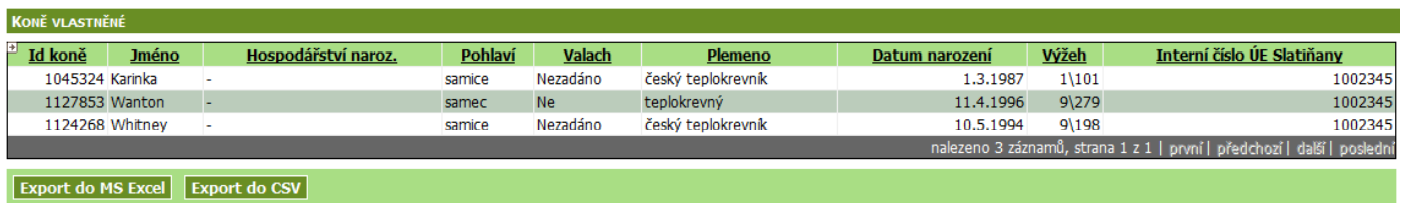 Koně vlastněné
Id koně Jméno Hospodářství naroz. Pohlaví Valach Plemeno Datum narození Výžeh Interní číslo ÚE Slatiňany
1045324 Karinka - samice Nezadáno český teplokrevník 1.3.1987 1\101 1002345
1127853 Wanton - samec Ne teplokrevný 11.4.1996 9\279 1002345
1124268 Whitney - samice Nezadáno český teplokrevník 10.5.1994 9\198 1002345
nalezeno 3 záznamů, strana 1 z 1 | první | předchozí | další | poslední
Export do MS Excel Export do CSV